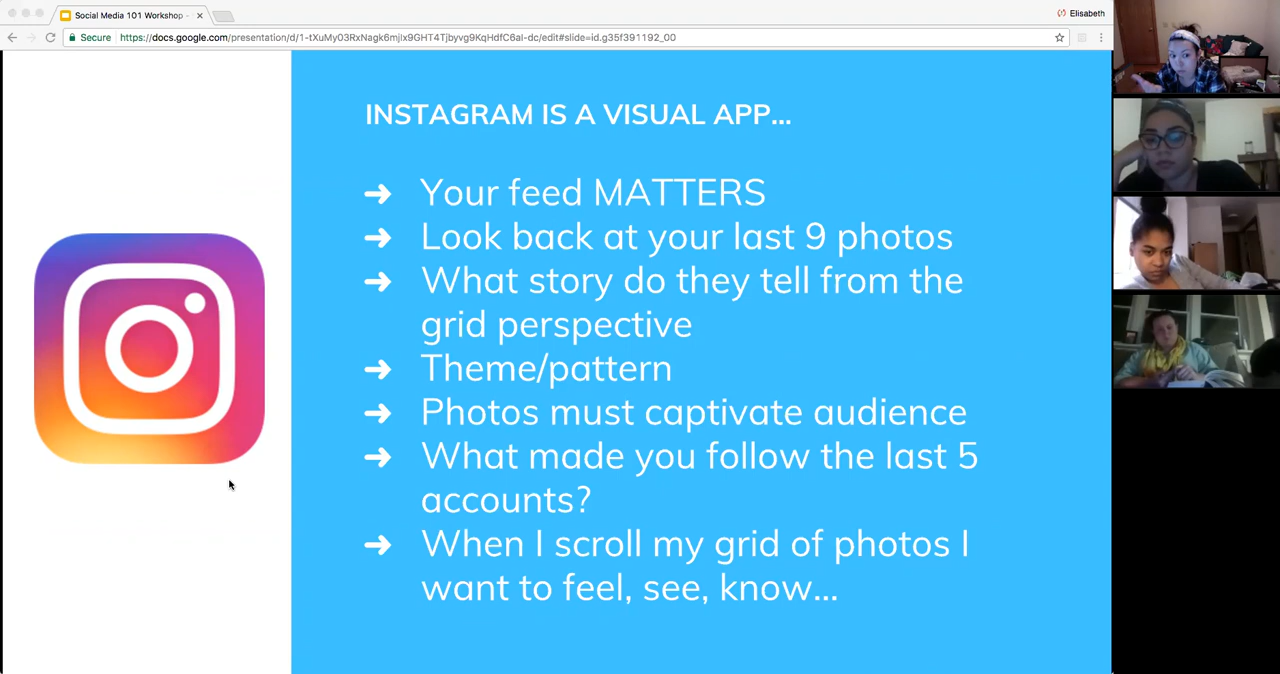 Social Media 101 Workshop -
Elisabeth
Secure
https://docs.google.com/presentation/d/1-tXuMy03RxNagk6mjlx9GHT4Tjbyvg9KqHdfC6al-dc/edit#slide=id.g35f391192_00
INSTAGRAM IS A VISUAL APP...
➔ Your feed MATTERS
➔ Look back at your last 9 photos
➔ What story do they tell from the
grid perspective
➔ Theme/pattern
➔ Photos must captivate audience
➔ What made you follow the last 5
accounts?
➔ When I scroll my grid of photos I
want to feel, see, know...